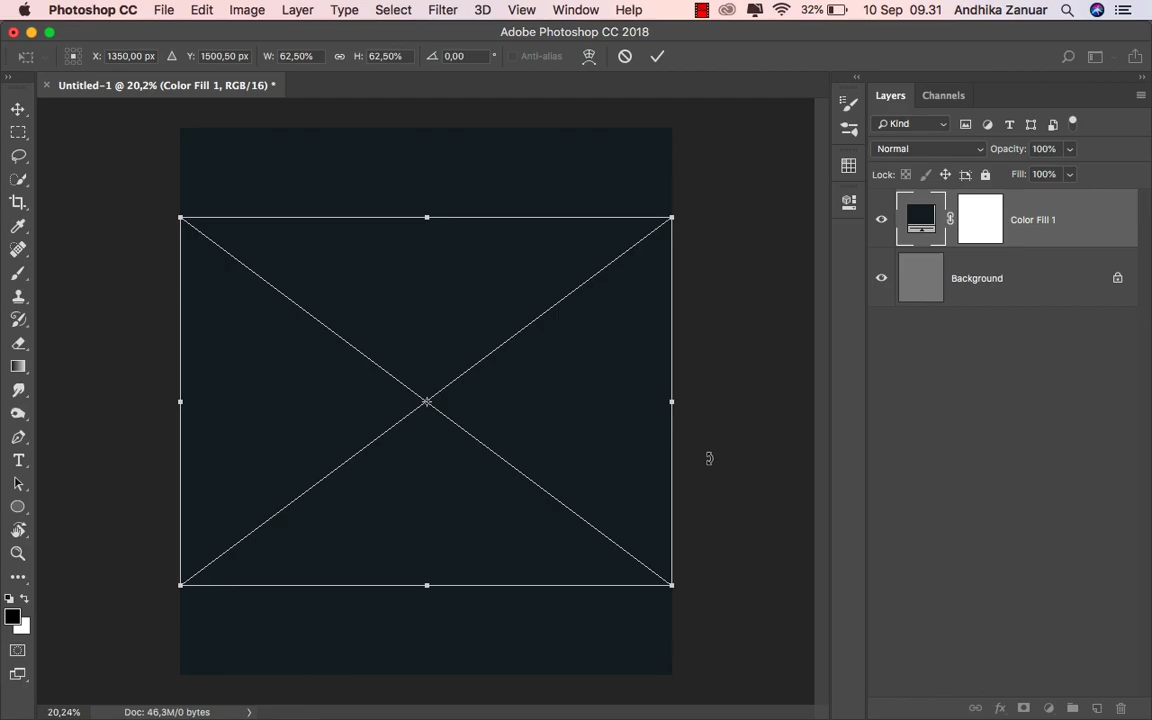 Photoshop CC File Edit Image Layer Type Select Filter 3D View Window Help 32% 10 Sep 09.31 Andhika Zanuar
Adobe Photoshop CC 2018
X: 1350,00 px Y: 1500,50 px W: 62,50% H: 62,50% 0,00 ° Anti-alias
Untitled-1 @ 20,2% (Color Fill 1, RGB/16) *
Layers Channels
Kind
Normal Opacity: 100%
Lock: Fill: 100%
Color Fill 1
Background
20,24% Doc: 46,3M/0 bytes